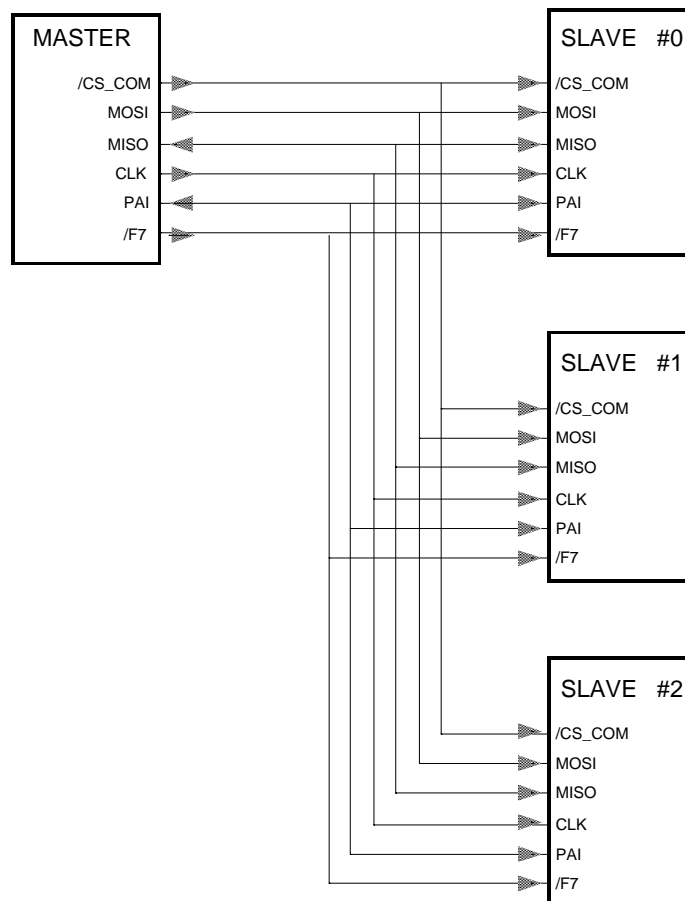 MASTER
/CS_COM
MOSI
MISO
CLK
PAI
/F7
SLAVE #0
/CS_COM
MOSI
MISO
CLK
PAI
/F7
SLAVE #1
/CS_COM
MOSI
MISO
CLK
PAI
/F7
SLAVE #2
/CS_COM
MOSI
MISO
CLK
PAI
/F7